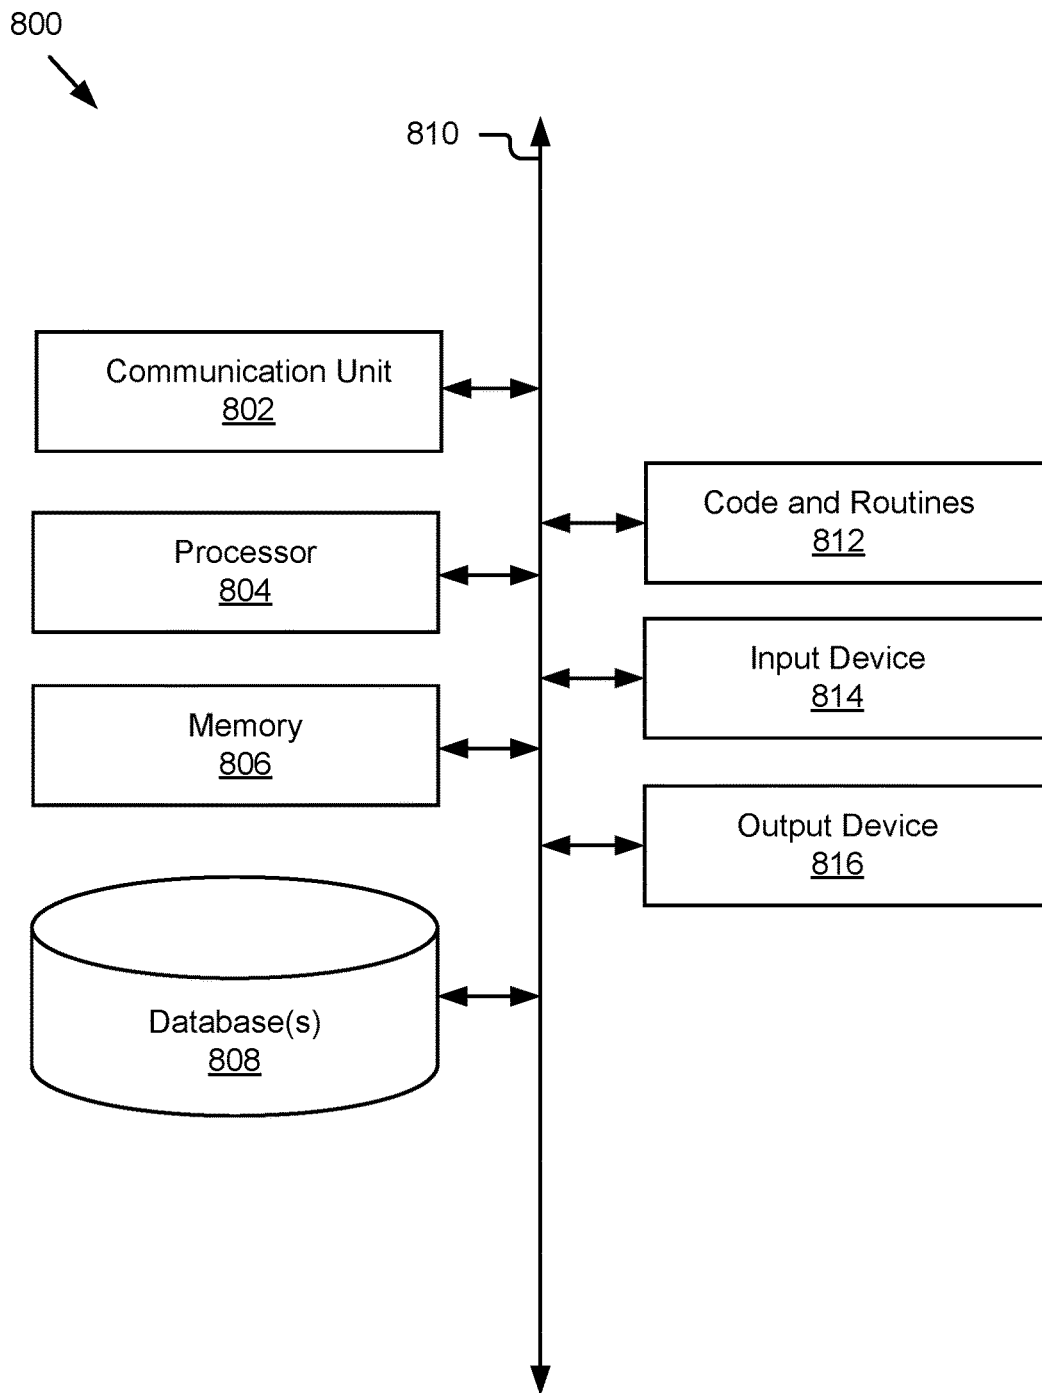 800
810
Communication Unit
802
Processor
804
Memory
806
Database(s)
808
Code and Routines
812
Input Device
814
Output Device
816